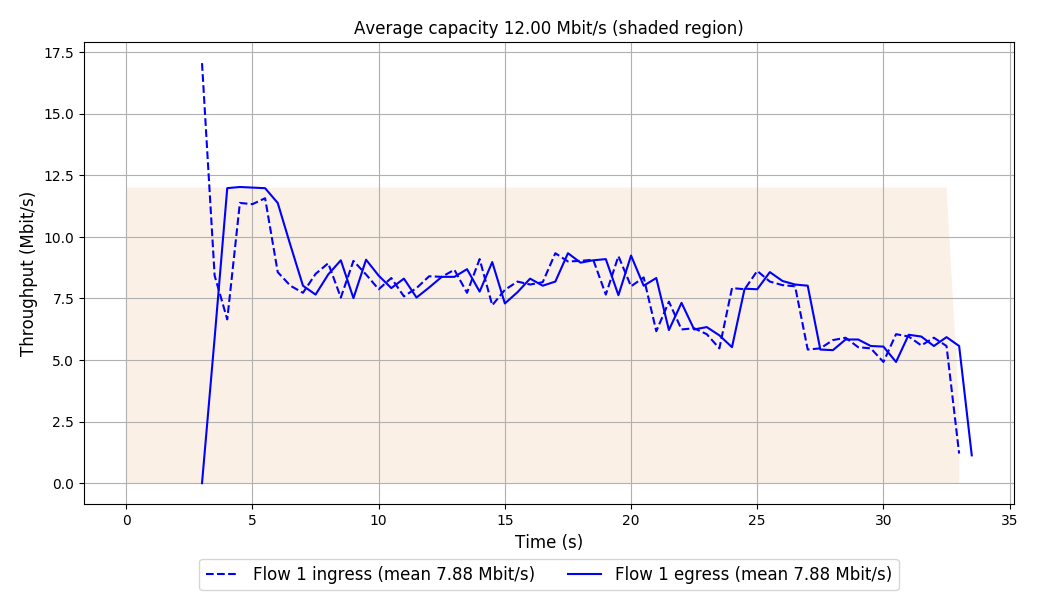 Average capacity 12.00 Mbit/s (shaded region)
17.5
15.0
12.5
10.0
7.5
5.0
2.5
0.0
Throughput (Mbit/s)
0 5 10 15 20 25 30 35
Time (s)
Flow 1 ingress (mean 7.88 Mbit/s) Flow 1 egress (mean 7.88 Mbit/s)